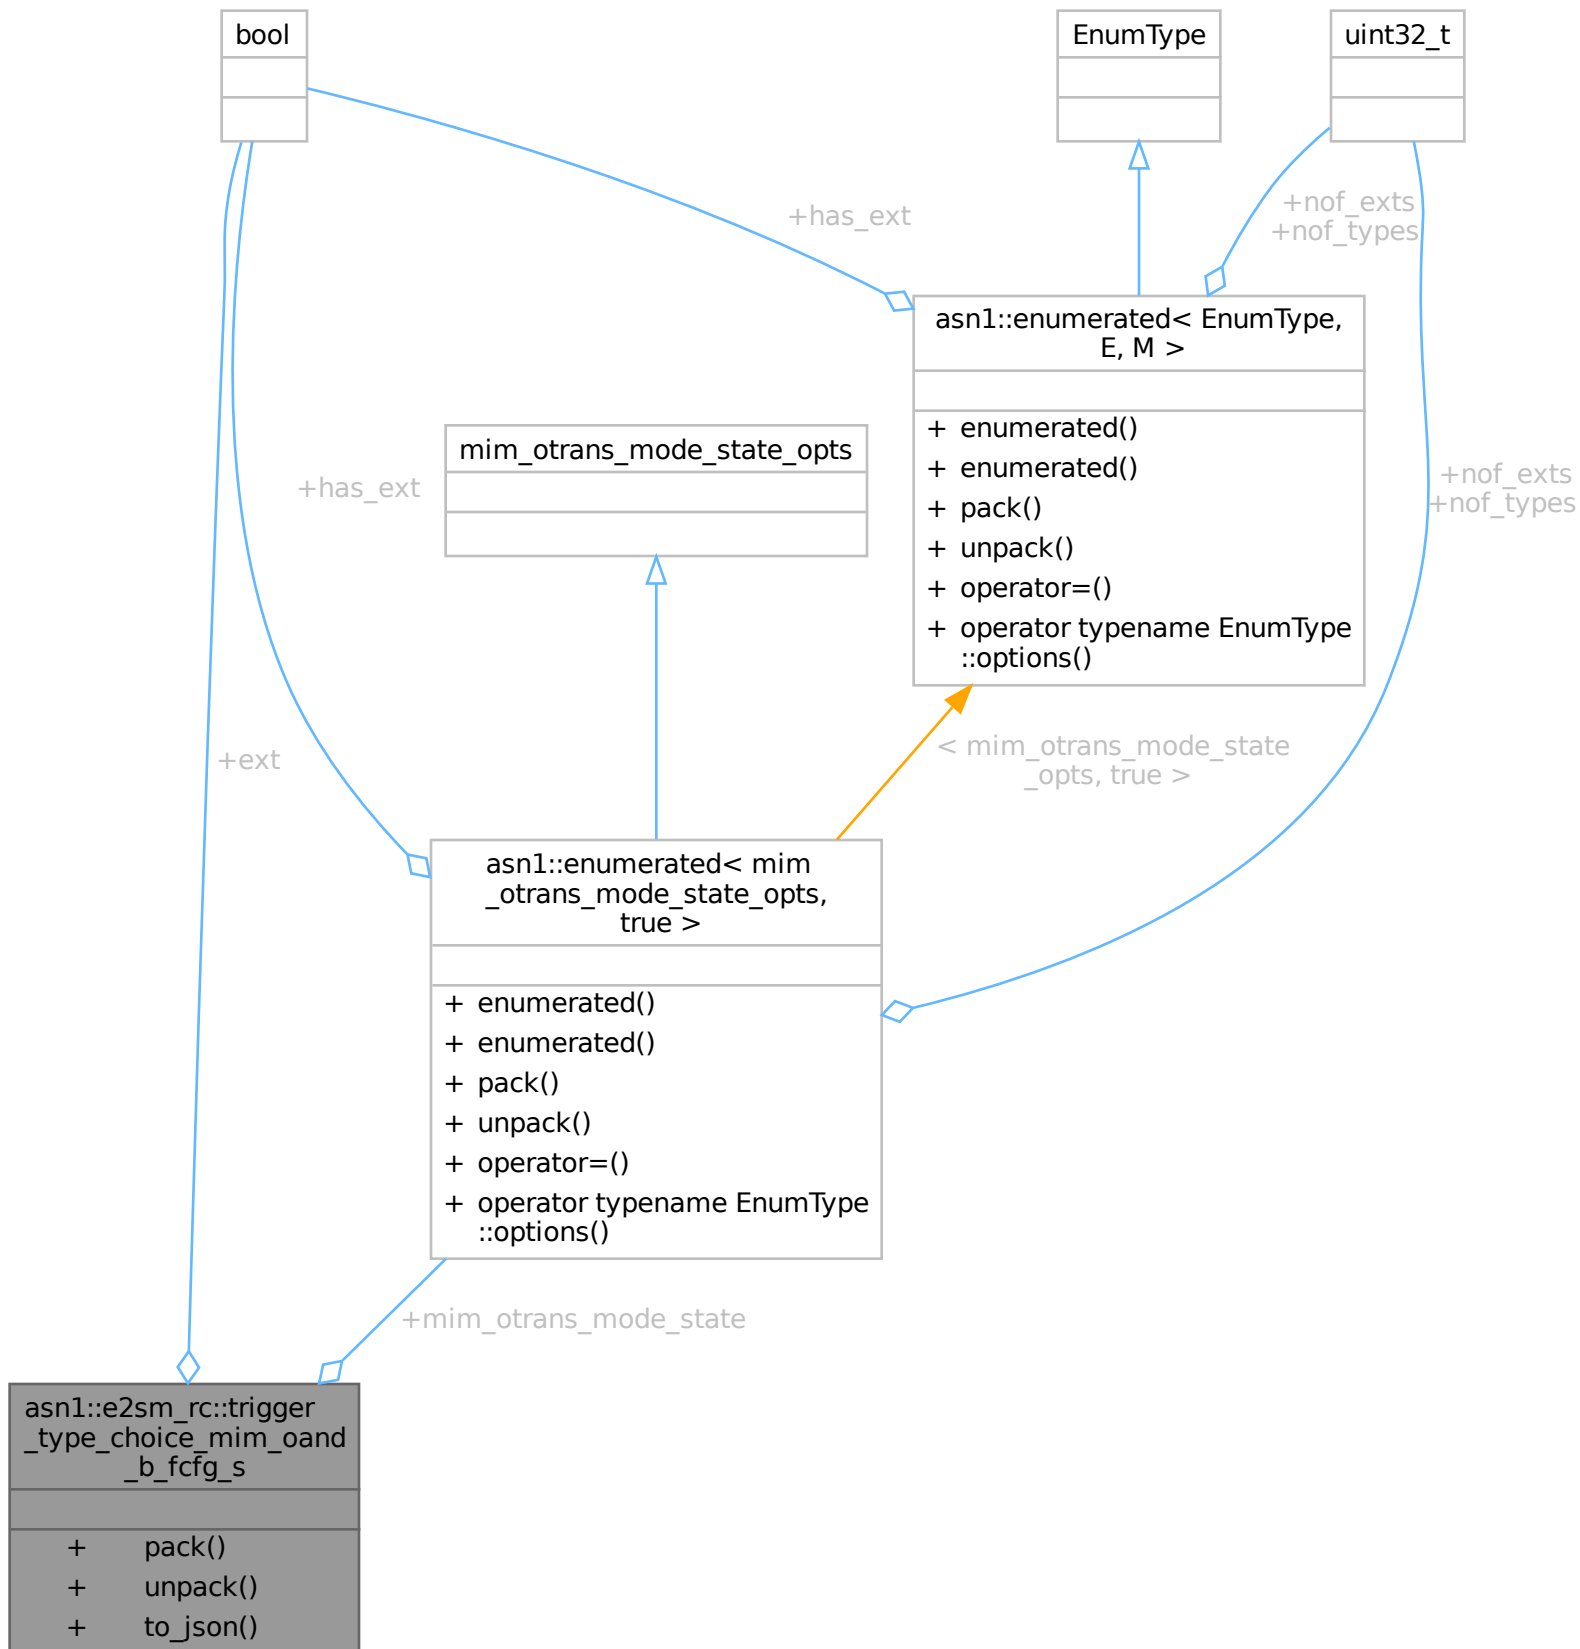 bool
EnumType
uint32_t
+has_ext
+nof_exts
+nof_types
asn1::enumerated< EnumType,
E, M >
+ enumerated()
+ enumerated()
+ pack()
+ unpack()
+ operator=()
+ operator typename EnumType
::options()
mim_otrans_mode_state_opts
+has_ext
+nof_exts
+nof_types
+ext
< mim_otrans_mode_state
_opts, true >
asn1::enumerated< mim
_otrans_mode_state_opts,
true >
+ enumerated()
+ enumerated()
+ pack()
+ unpack()
+ operator=()
+ operator typename EnumType
::options()
+mim_otrans_mode_state
asn1::e2sm_rc::trigger
_type_choice_mim_oand
_b_fcfg_s
+ pack()
+ unpack()
+ to_json()